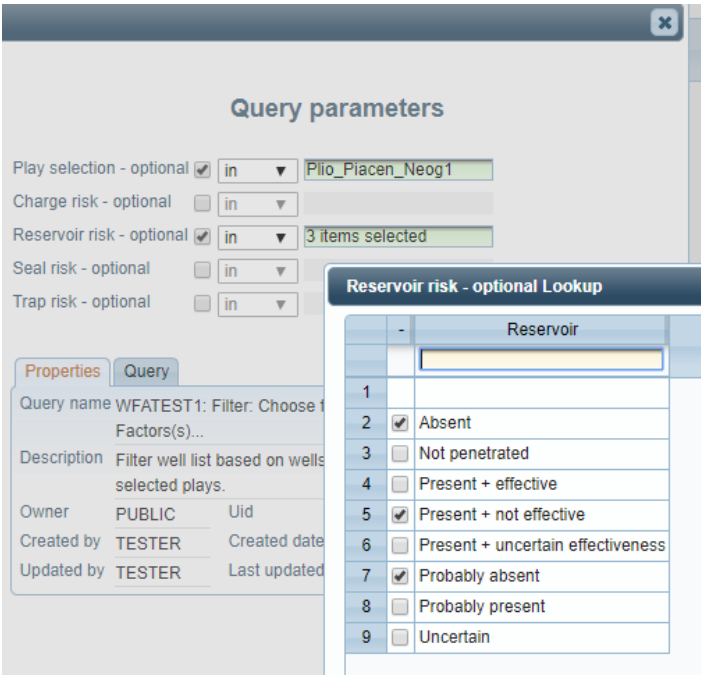 Query parameters
Play selection - optional in Plio_Piacen_Neog1
Charge risk - optional in
Reservoir risk - optional in 3 items selected
Seal risk - optional in
Trap risk - optional in
Properties Query
Query name WFATEST1: Filter: Choose
Factors(s)...
Description Filter well list based on wells
selected plays.
Owner PUBLIC Uid
Created by TESTER Created date
Updated by TESTER Last updated
Reservoir risk - optional Lookup
- Reservoir
1
2 Absent
3 Not penetrated
4 Present + effective
5 Present + not effective
6 Present + uncertain effectiveness
7 Probably absent
8 Probably present
9 Uncertain